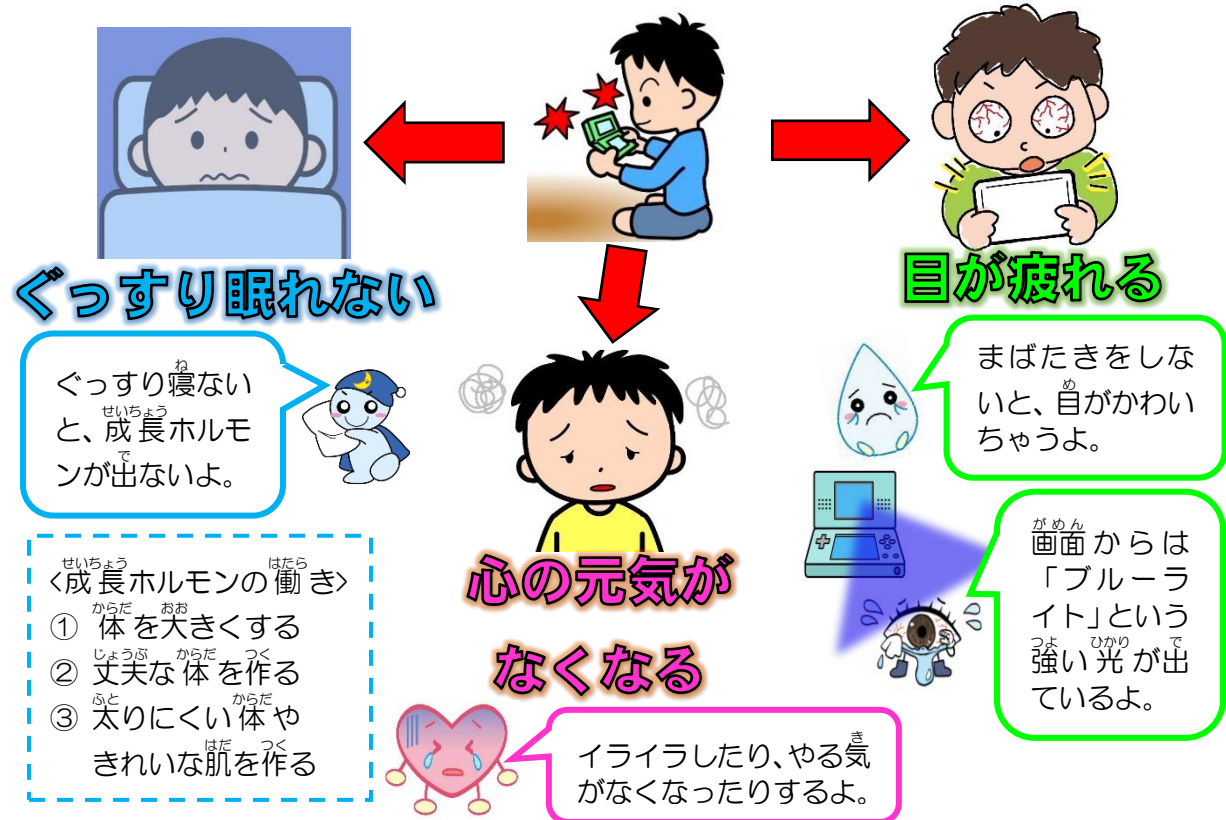 ぐっすり眠れない
ぐっすり寝ない
と、成長ホルモ
ンが出ないよ。
<成長ホルモンの働き>
① 体を大きくする
② 丈夫な体を作る
③ 太りにくい体や
きれいな肌を作る
心の元気が
なくなる
イライラしたり、やる気
がなくなったりするよ。
目が疲れる
まばたきをしな
いと、目がかわい
ちゃうよ。
画面からは
「ブルーラ
イト」という
強い光が出
ているよ。